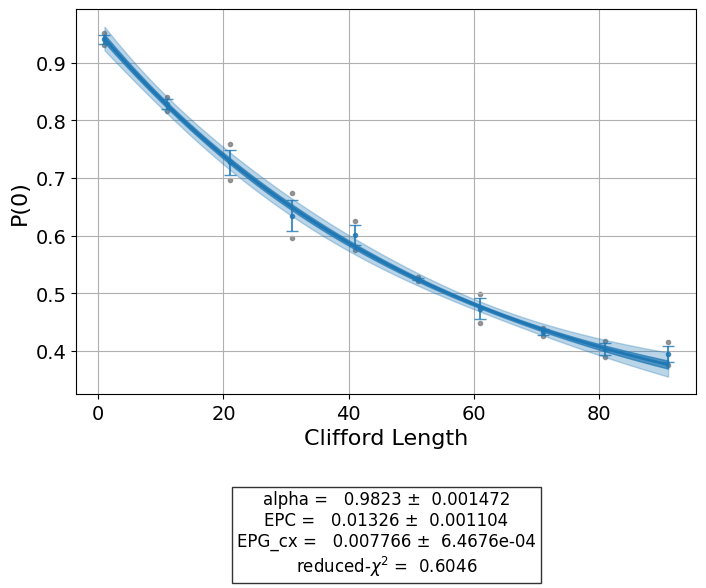 0.9
0.8
0.7
0.6
0.5
0.4
P(0)
0 20 40 60 80
Clifford Length
alpha = 0.9823 ± 0.001472
EPC = 0.01326 ± 0.001104
EPG_cx = 0.007766 ± 6.4676e-04
reduced-χ² = 0.6046